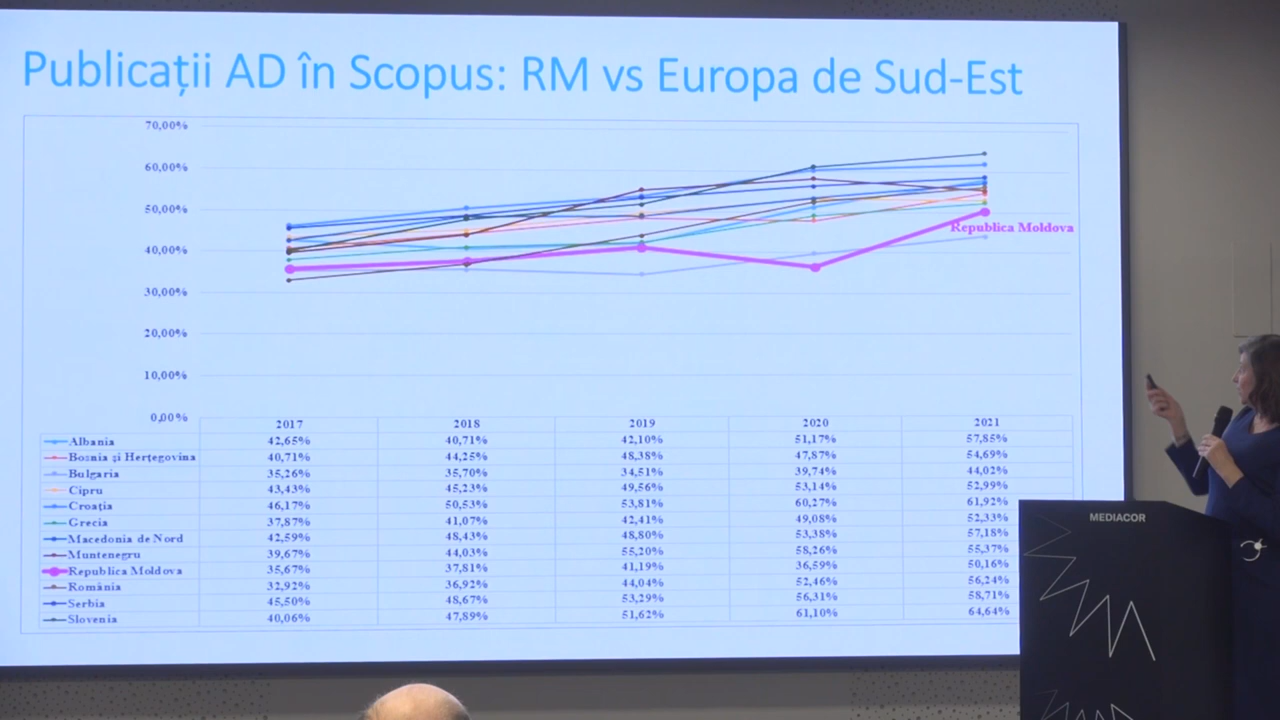 Publicații AD în Scopus: RM vs Europa de Sud-Est
70,00%
60,00%
50,00%
40,00%
30,00%
20,00%
10,00%
0,00%
Republica Moldova
2017 2018 2019 2020 2021
Albania 42,65% 40,71% 42,10% 51,17% 57,85%
Bosnia și Herțegovina 40,71% 44,25% 48,38% 47,87% 54,69%
Bulgaria 35,26% 35,70% 34,51% 39,74% 44,02%
Cipru 43,43% 45,23% 49,56% 53,14% 52,99%
Croația 46,17% 50,53% 53,81% 60,27% 61,92%
Grecia 37,87% 41,07% 42,41% 49,08% 52,33%
Macedonia de Nord 42,59% 48,43% 48,80% 53,38% 57,18%
Muntenegru 39,67% 44,03% 55,20% 58,26% 55,37%
Republica Moldova 35,67% 37,81% 41,19% 36,59% 50,16%
România 32,92% 36,92% 44,04% 52,46% 56,24%
Serbia 45,50% 48,67% 53,29% 56,31% 58,71%
Slovenia 40,06% 47,89% 51,62% 61,10% 64,64%
MEDIACOR